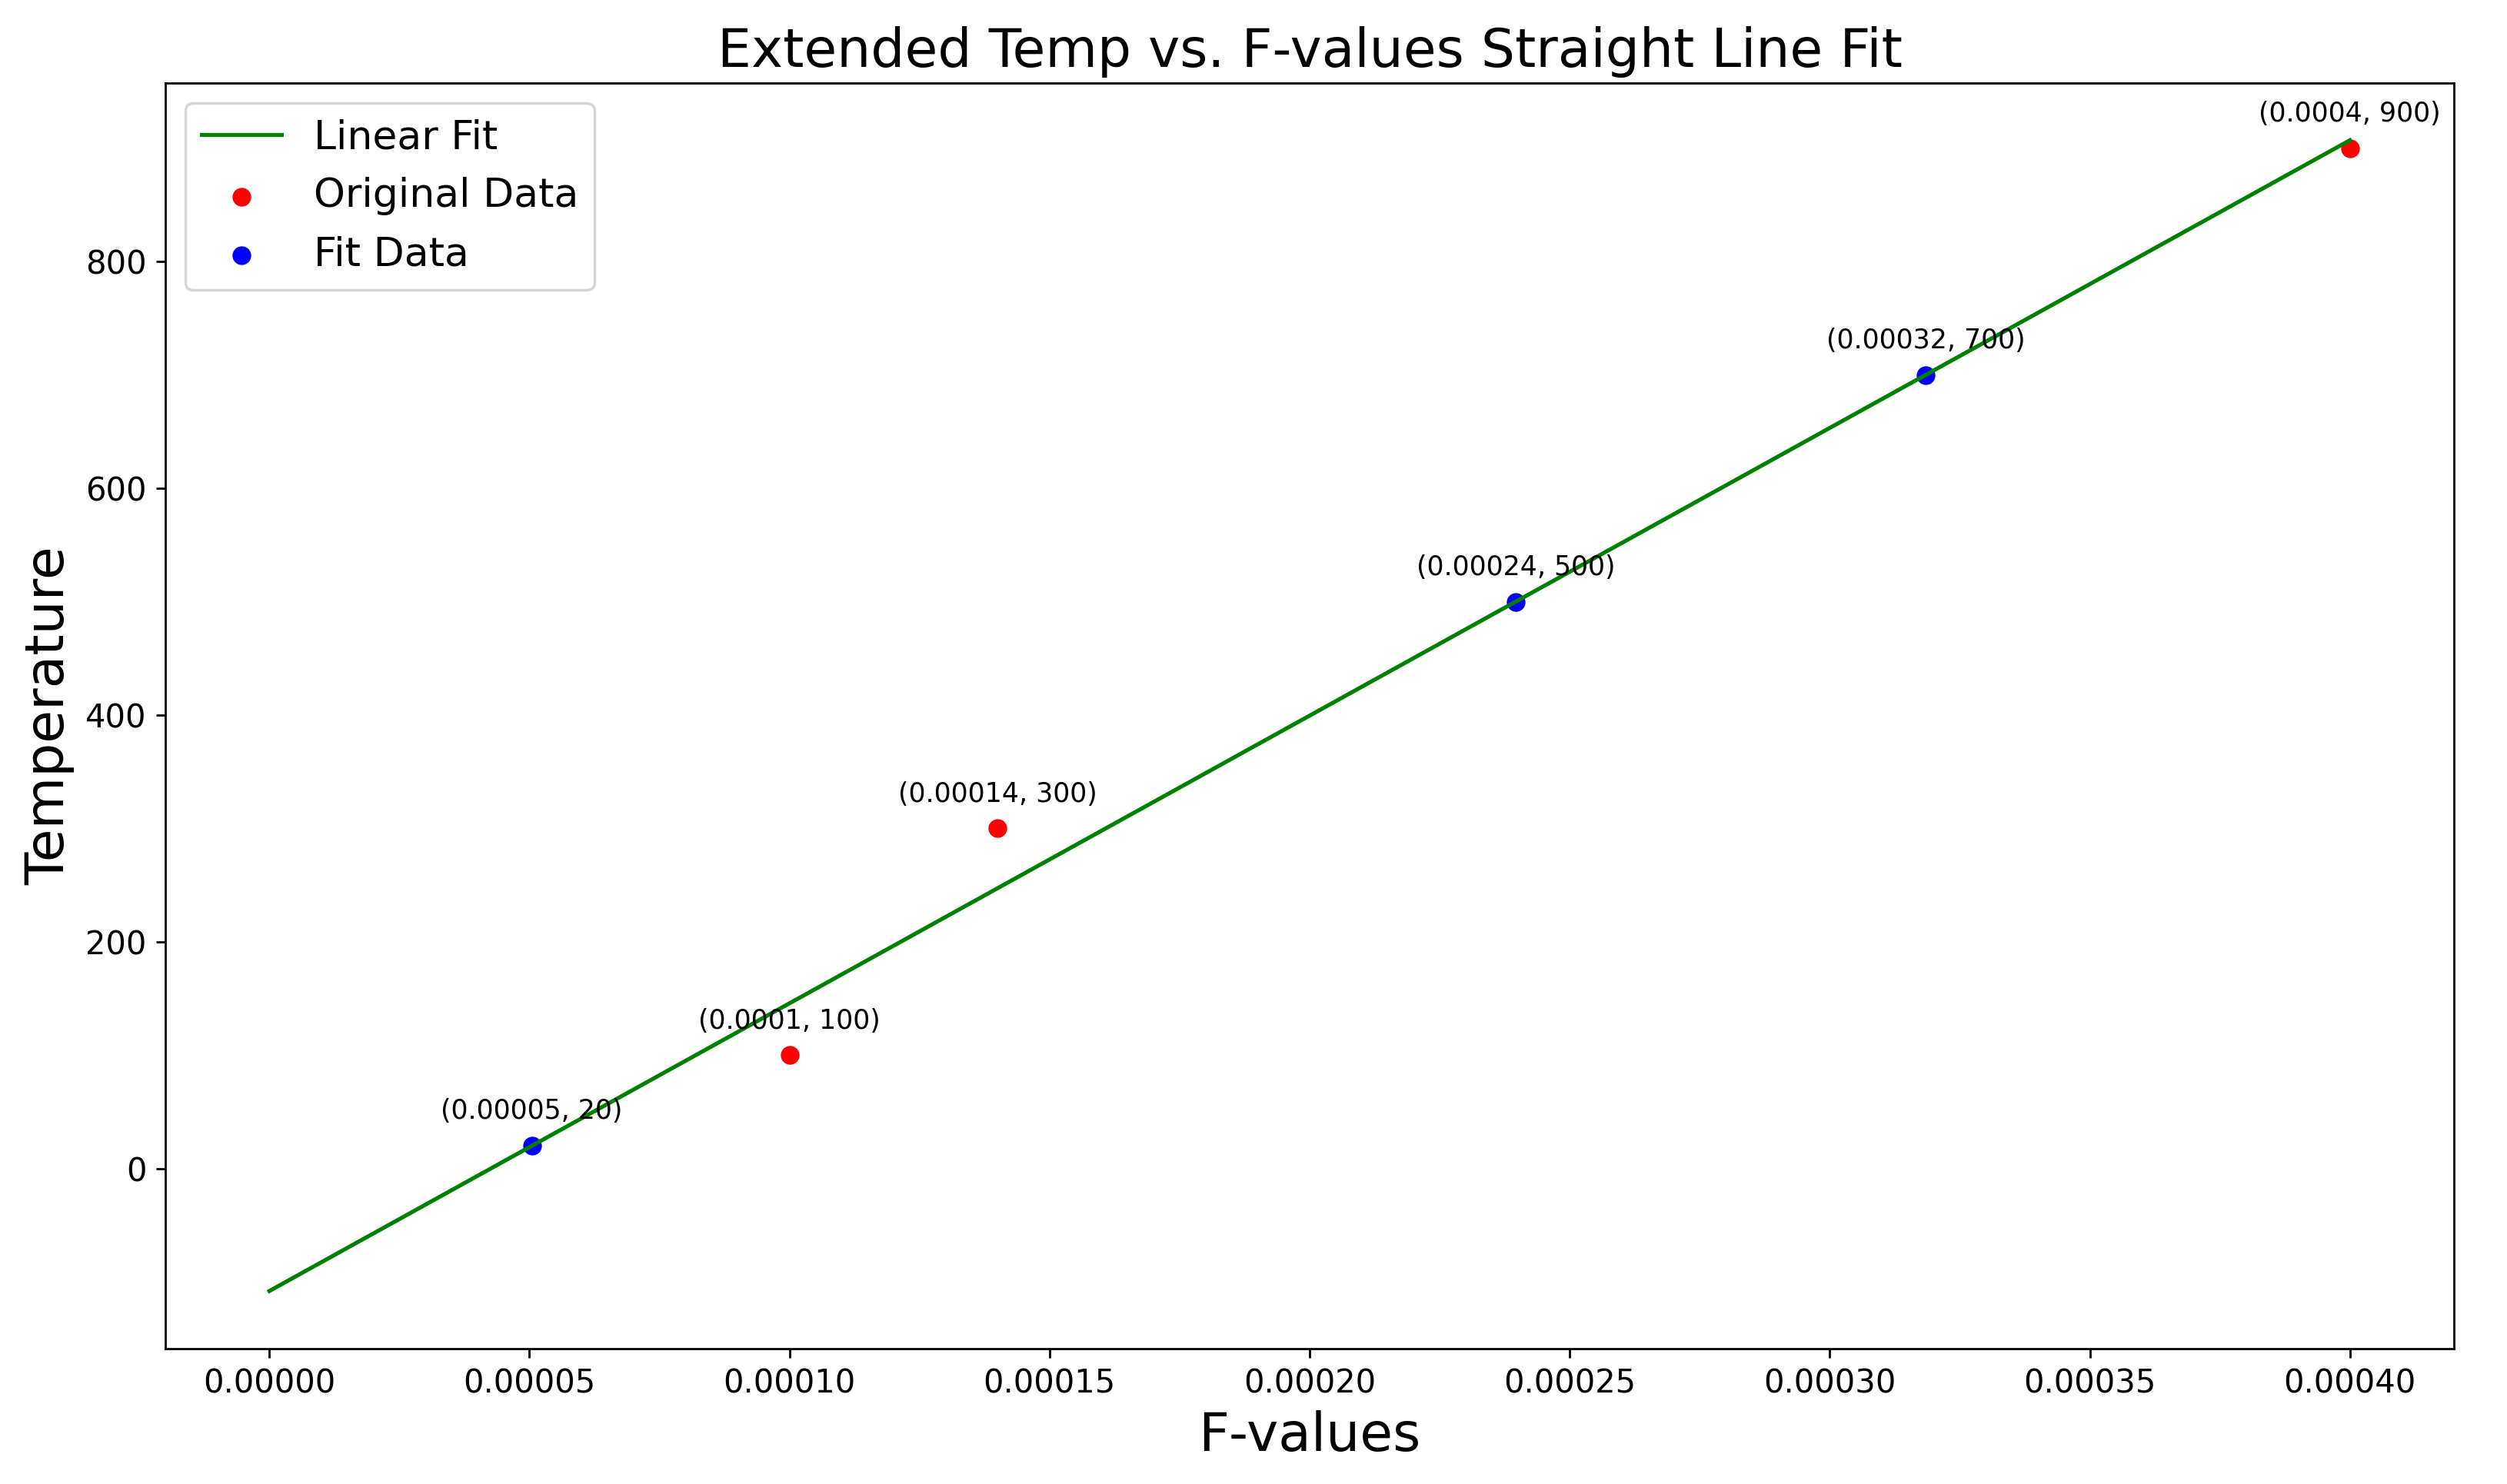 Extended Temp vs. F-values Straight Line Fit
Linear Fit
Original Data
Fit Data
(0.0004, 900)
(0.00032, 700)
(0.00024, 500)
(0.00014, 300)
(0.0001, 100)
(0.00005, 20)
Temperature
800
600
400
200
0
0.00000 0.00005 0.00010 0.00015 0.00020 0.00025 0.00030 0.00035 0.00040
F-values